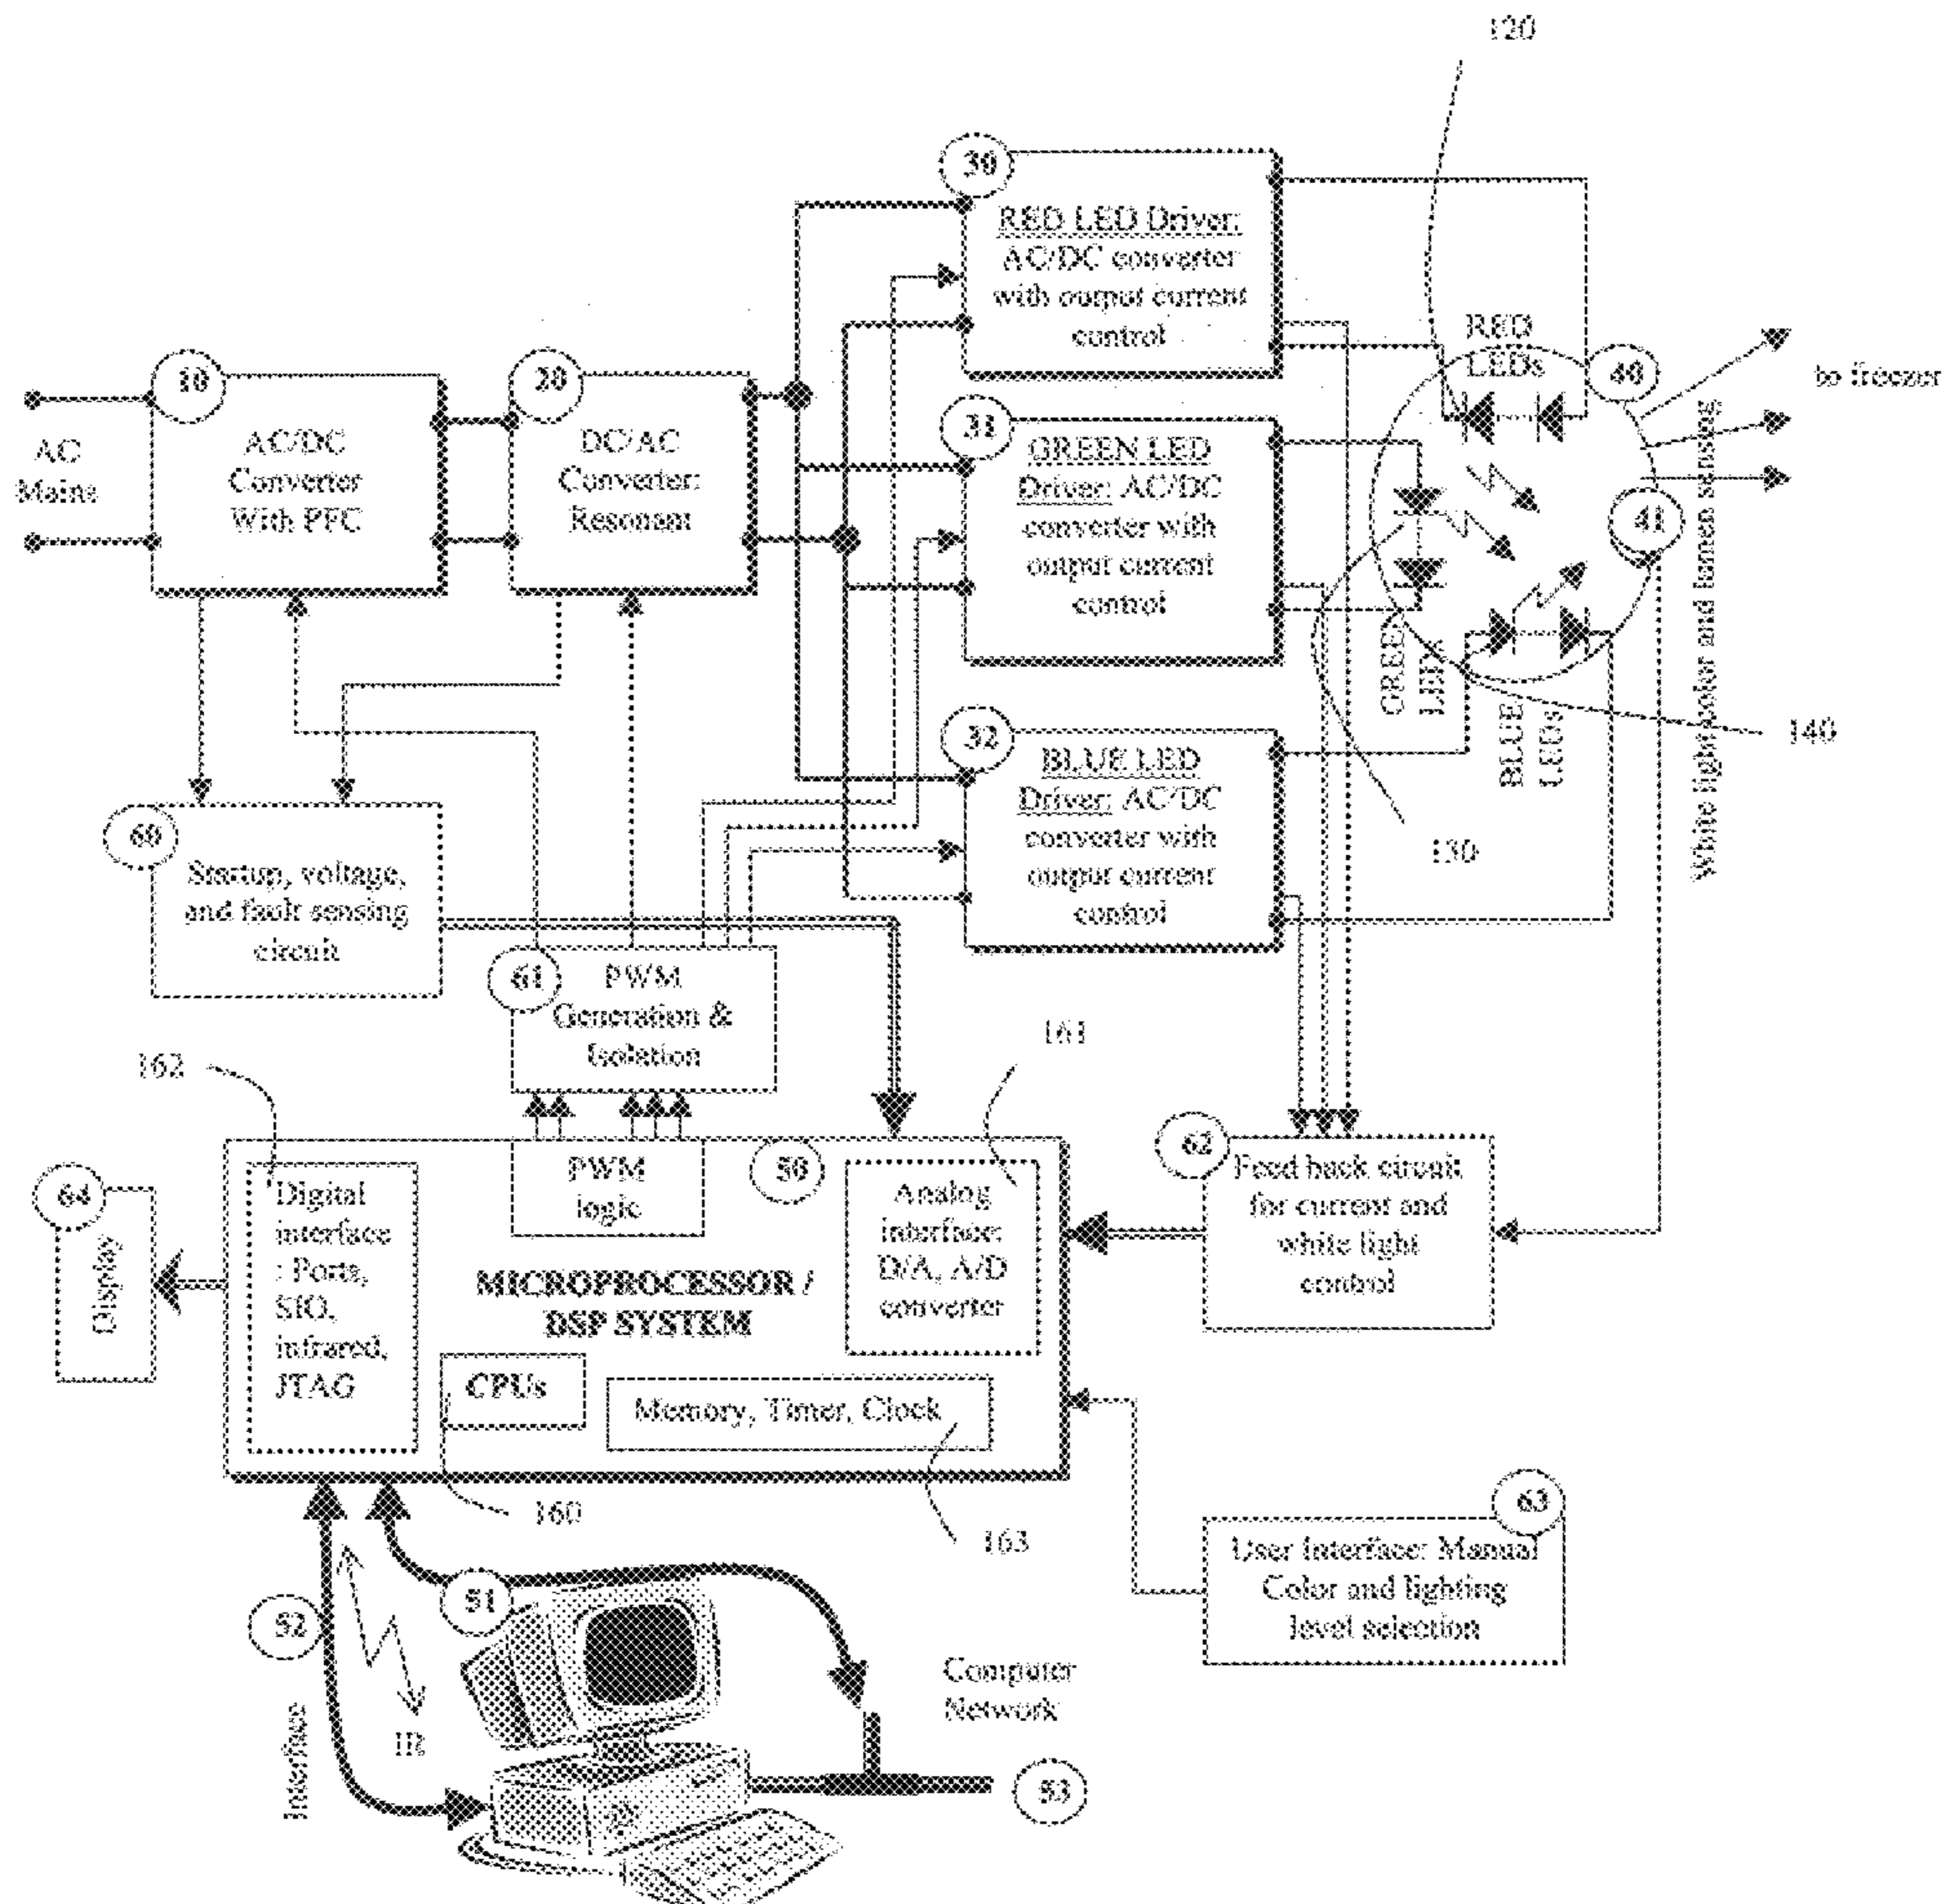 120
30
RED LED Driver:
AC/DC converter
with output current
control
RED
LEDs
40
to freezer
10
AC/DC
Converter
With PFC
AC
Mains
20
DC/AC
Converter:
Resonant
31
GREEN LED
Driver: AC/DC
converter with
output current
control
41
White light color and lumen sensing
GREEN
LEDs
BLUE
LEDs
140
130
32
BLUE LED
Driver: AC/DC
converter with
output current
control
60
Startup, voltage,
and fault sensing
circuit
61
PWM
Generation &
Isolation
161
162
PWM
logic
50
62
Feed back circuit
for current and
white light
control
64
Display
Digital
interface
: Ports,
SIO,
infrared,
JTAG
Analog
interface:
D/A, A/D
converter
MICROPROCESSOR /
DSP SYSTEM
CPUs
Memory, Timer, Clock
160
163
63
User Interface: Manual
Color and lighting
level selection
51
52
Interface
IR
Computer
Network
53